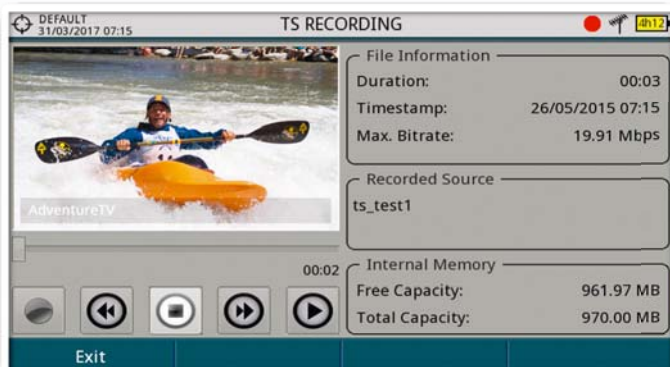 DEFAULT
31/03/2017 07:15
TS RECORDING
4h12
AdventureTV
00:02
Exit
File Information
Duration: 00:03
Timestamp: 26/05/2015 07:15
Max. Bitrate: 19.91 Mbps
Recorded Source
ts_test1
Internal Memory
Free Capacity: 961.97 MB
Total Capacity: 970.00 MB